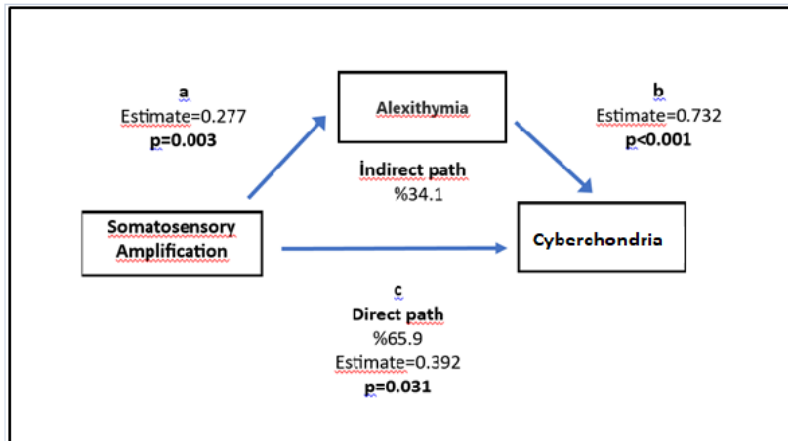 a
Estimate=0.277
p=0.003
Alexithymia
b
Estimate=0.732
p<0.001
İndirect path
%34.1
Somatosensory
Amplification
Cyberchondria
c
Direct path
%65.9
Estimate=0.392
p=0.031